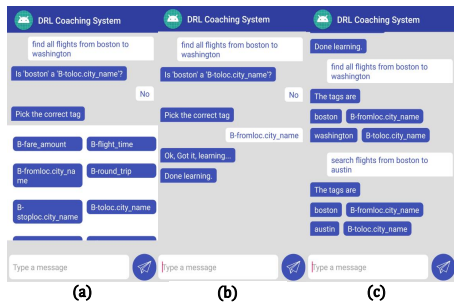 DRL Coaching System
find all flights from boston to
washington
Is 'boston' a 'B-toloc.city_name'?
No
Pick the correct tag
B-fare_amount
B-flight_time
B-fromloc.city_na
me
B-round_trip
B-
stoploc.city_name
B-toloc.city_name
Type a message
(a)
DRL Coaching System
find all flights from boston to
washington
Is 'boston' a 'B-toloc.city_name'?
No
Pick the correct tag
B-fromloc.city_name
Ok, Got it, learning...
Done learning.
Type a message
(b)
DRL Coaching System
Done learning.
find all flights from boston to
washington
The tags are
boston B-fromloc.city_name
washington B-toloc.city_name
search flights from boston to
austin
The tags are
boston B-fromloc.city_name
austin B-toloc.city_name
Type a message
(c)